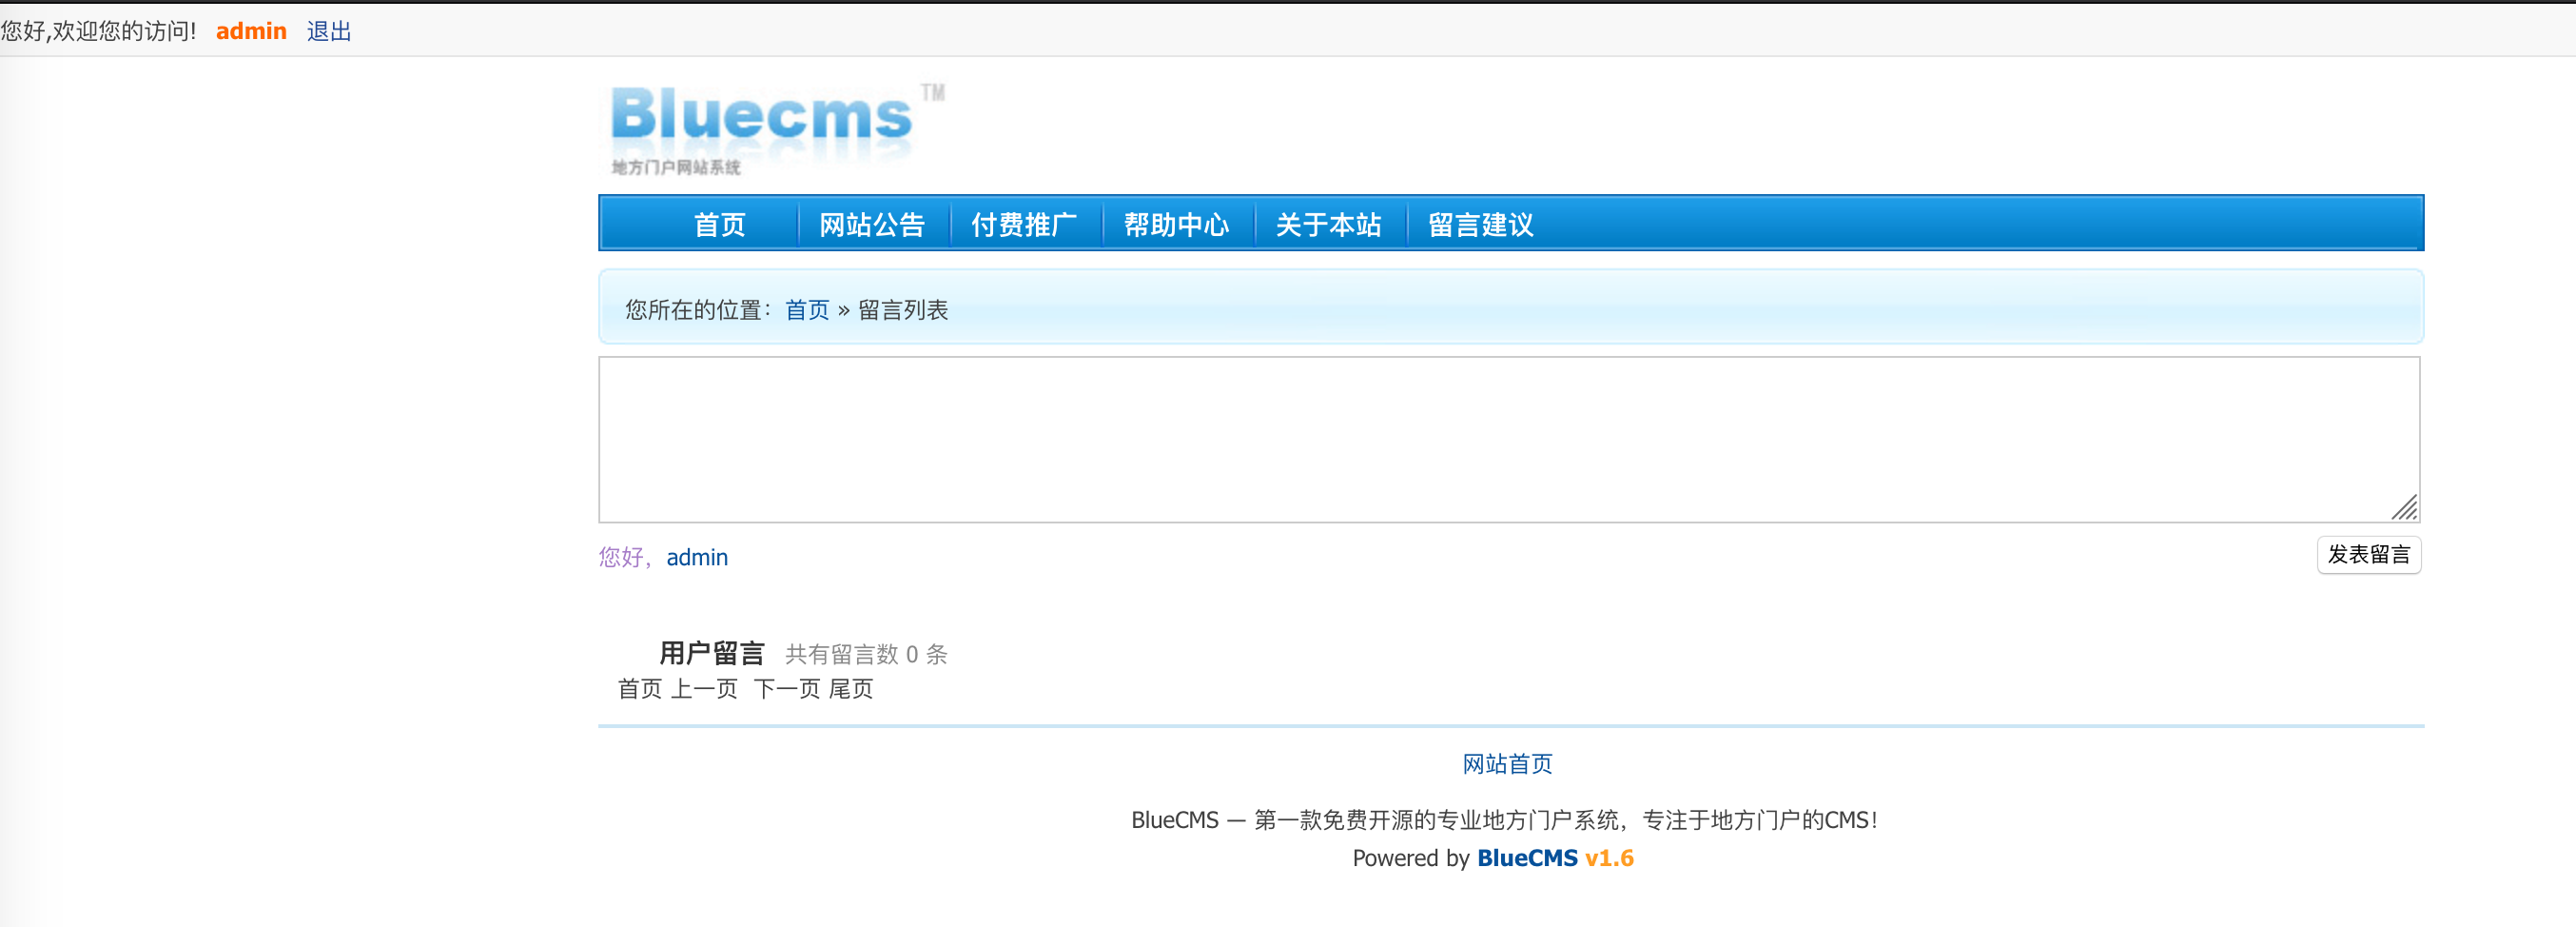 您好,欢迎您的访问! admin 退出
Bluecms TM
地方门户网站系统
首页 网站公告 付费推广 帮助中心 关于本站 留言建议
您所在的位置：首页 » 留言列表
您好，admin 发表留言
用户留言 共有留言数 0 条
首页 上一页 下一页 尾页
网站首页
BlueCMS — 第一款免费开源的专业地方门户系统，专注于地方门户的CMS!
Powered by BlueCMS v1.6